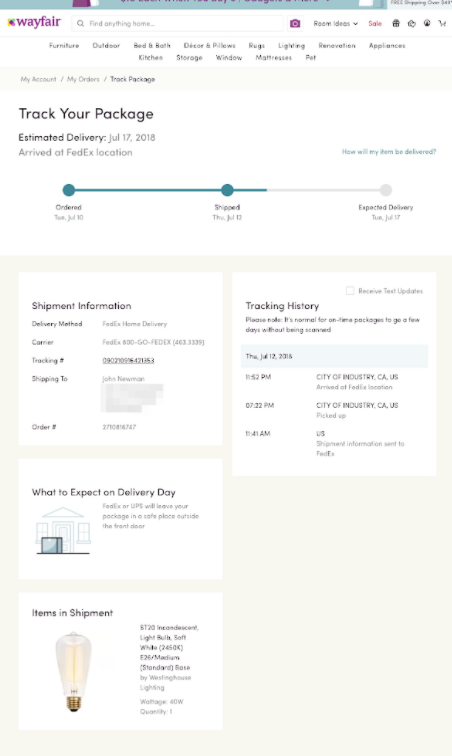 FREE Shipping Over $49*
wayfair
Find anything home...
Room Ideas
Sale
Furniture Outdoor Bed & Bath Décor & Pillows Rugs Lighting Renovation Appliances
Kitchen Storage Window Mattresses Pet
My Account / My Orders / Track Package
Track Your Package
Estimated Delivery: Jul 17, 2018
Arrived at FedEx location
How will my item be delivered?
Ordered
Tue, Jul 10
Shipped
Thu, Jul 12
Expected Delivery
Tue, Jul 17
Shipment Information
Delivery Method FedEx Home Delivery
Carrier FedEx 800-GO-FEDEX (463.3339)
Tracking #
Shipping To John Newman
Order # 2710816747
What to Expect on Delivery Day
FedEx or UPS will leave your
package in a safe place outside
the front door
Items in Shipment
ST20 Incandescent,
Light Bulb, Soft
White (2450K)
E26/Medium
(Standard) Base
by Westinghouse
Lighting
Wattage: 40W
Quantity: 1
Receive Text Updates
Tracking History
Please note: It's normal for on-time packages to go a few
days without being scanned.
Thu, Jul 12, 2018
11:52 PM CITY OF INDUSTRY, CA, US
Arrived at FedEx location
07:22 PM CITY OF INDUSTRY, CA, US
Picked up
11:41 AM US
Shipment information sent to
FedEx